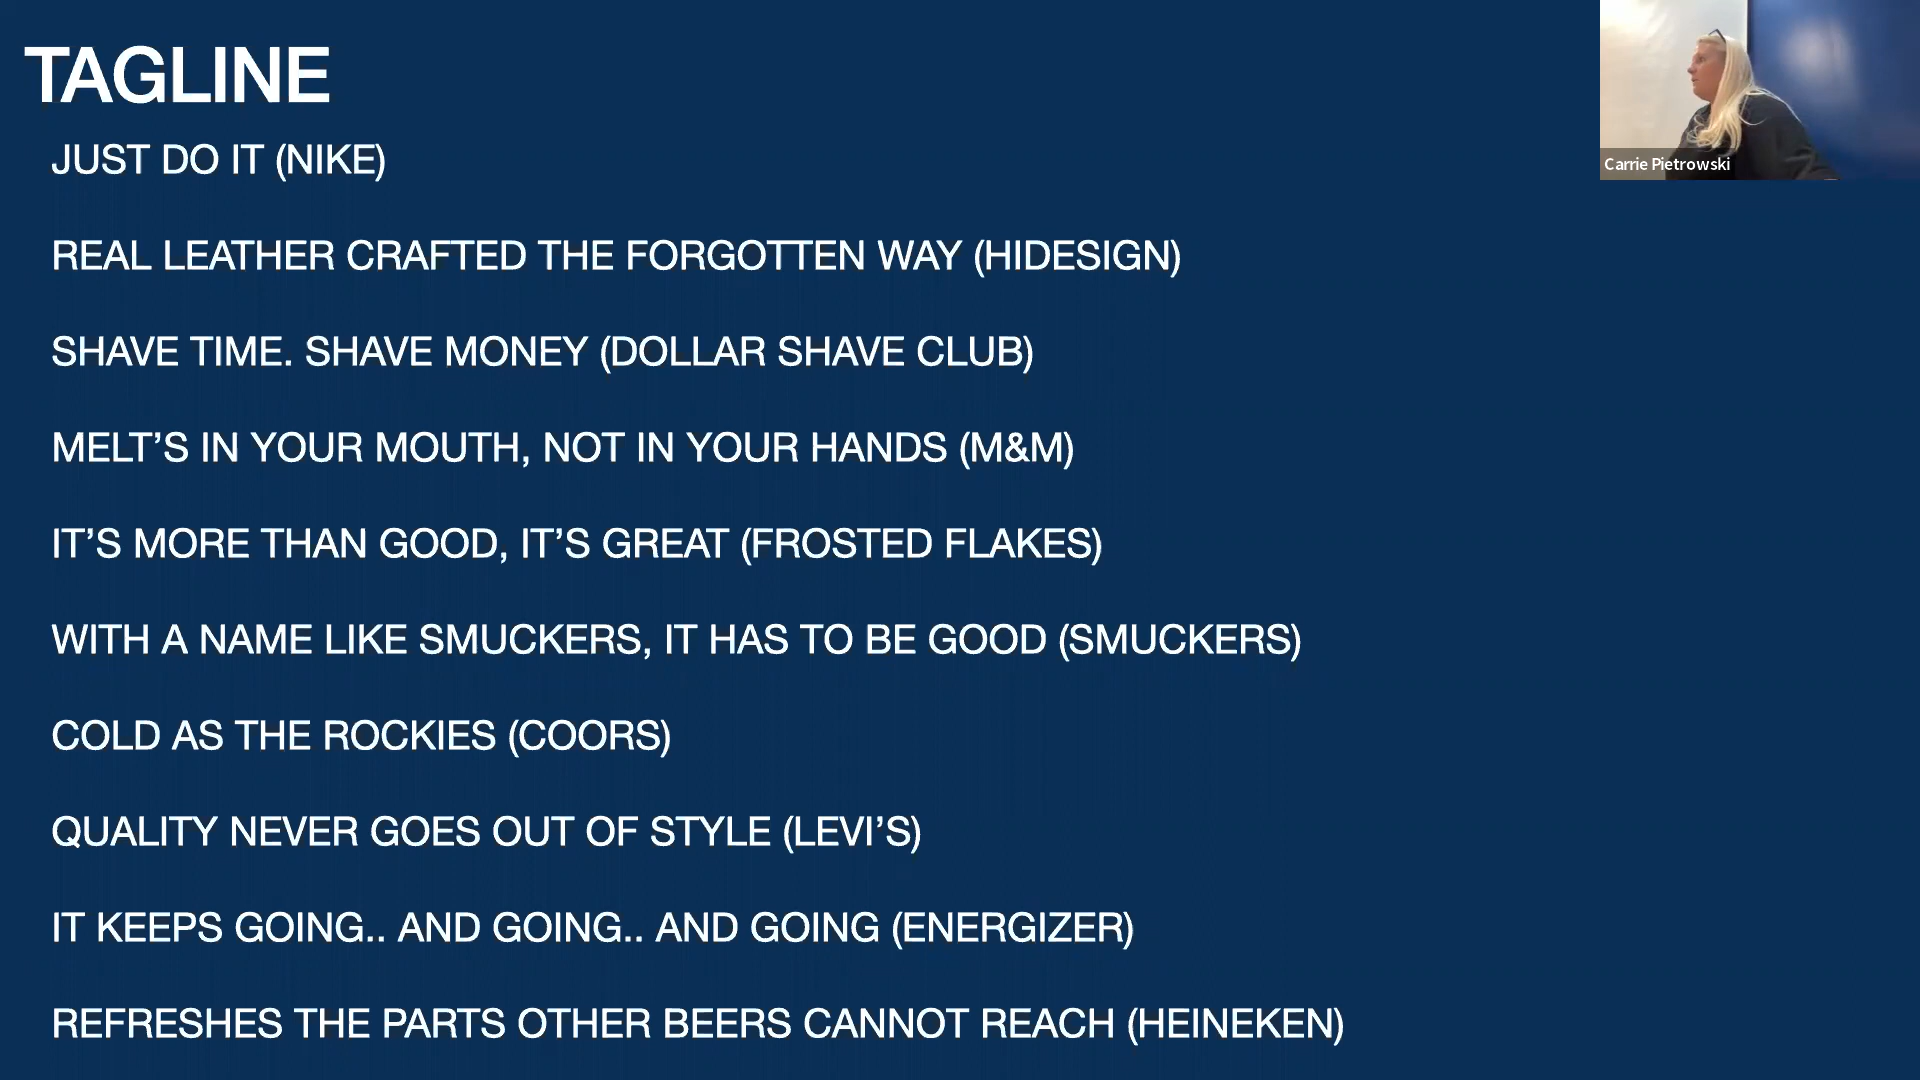 TAGLINE
JUST DO IT (NIKE)
REAL LEATHER CRAFTED THE FORGOTTEN WAY (HIDESIGN)
SHAVE TIME. SHAVE MONEY (DOLLAR SHAVE CLUB)
MELT’S IN YOUR MOUTH, NOT IN YOUR HANDS (M&M)
IT’S MORE THAN GOOD, IT’S GREAT (FROSTED FLAKES)
WITH A NAME LIKE SMUCKERS, IT HAS TO BE GOOD (SMUCKERS)
COLD AS THE ROCKIES (COORS)
QUALITY NEVER GOES OUT OF STYLE (LEVI’S)
IT KEEPS GOING.. AND GOING.. AND GOING (ENERGIZER)
REFRESHES THE PARTS OTHER BEERS CANNOT REACH (HEINEKEN)
Carrie Pietrowski